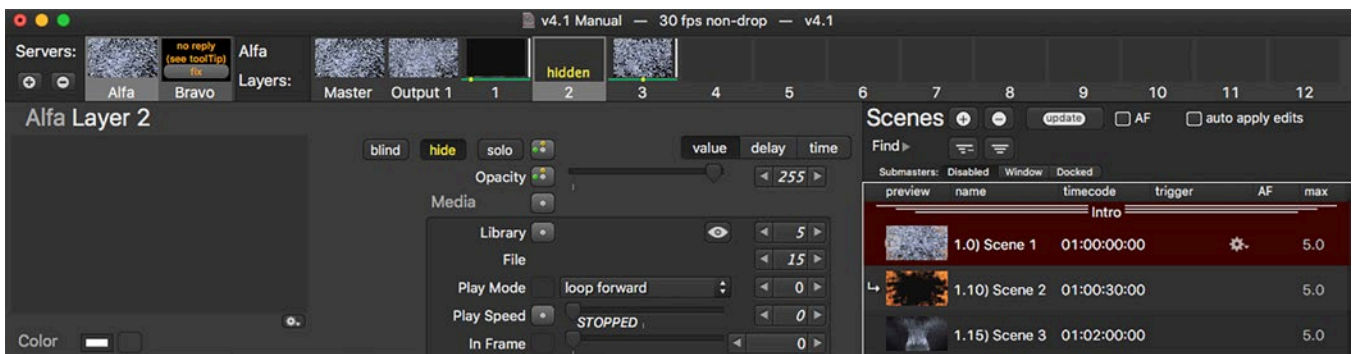 v4.1 Manual — 30 fps non-drop — v4.1
Servers:
no reply
(see toolTip)
fix
Alfa
Bravo
Alfa
Layers:
hidden
Master Output 1 1 2 3 4 5 6 7 8 9 10 11 12
Alfa Layer 2
blind hide solo value delay time
Opacity 255
Media
Library 5
File 15
Play Mode loop forward 0
Play Speed STOPPED 0
In Frame 0
Color
Scenes update AF auto apply edits
Find
Submasters: Disabled Window Docked
preview name timecode trigger AF max
Intro
1.0) Scene 1 01:00:00:00 5.0
1.10) Scene 2 01:00:30:00 5.0
1.15) Scene 3 01:02:00:00 5.0